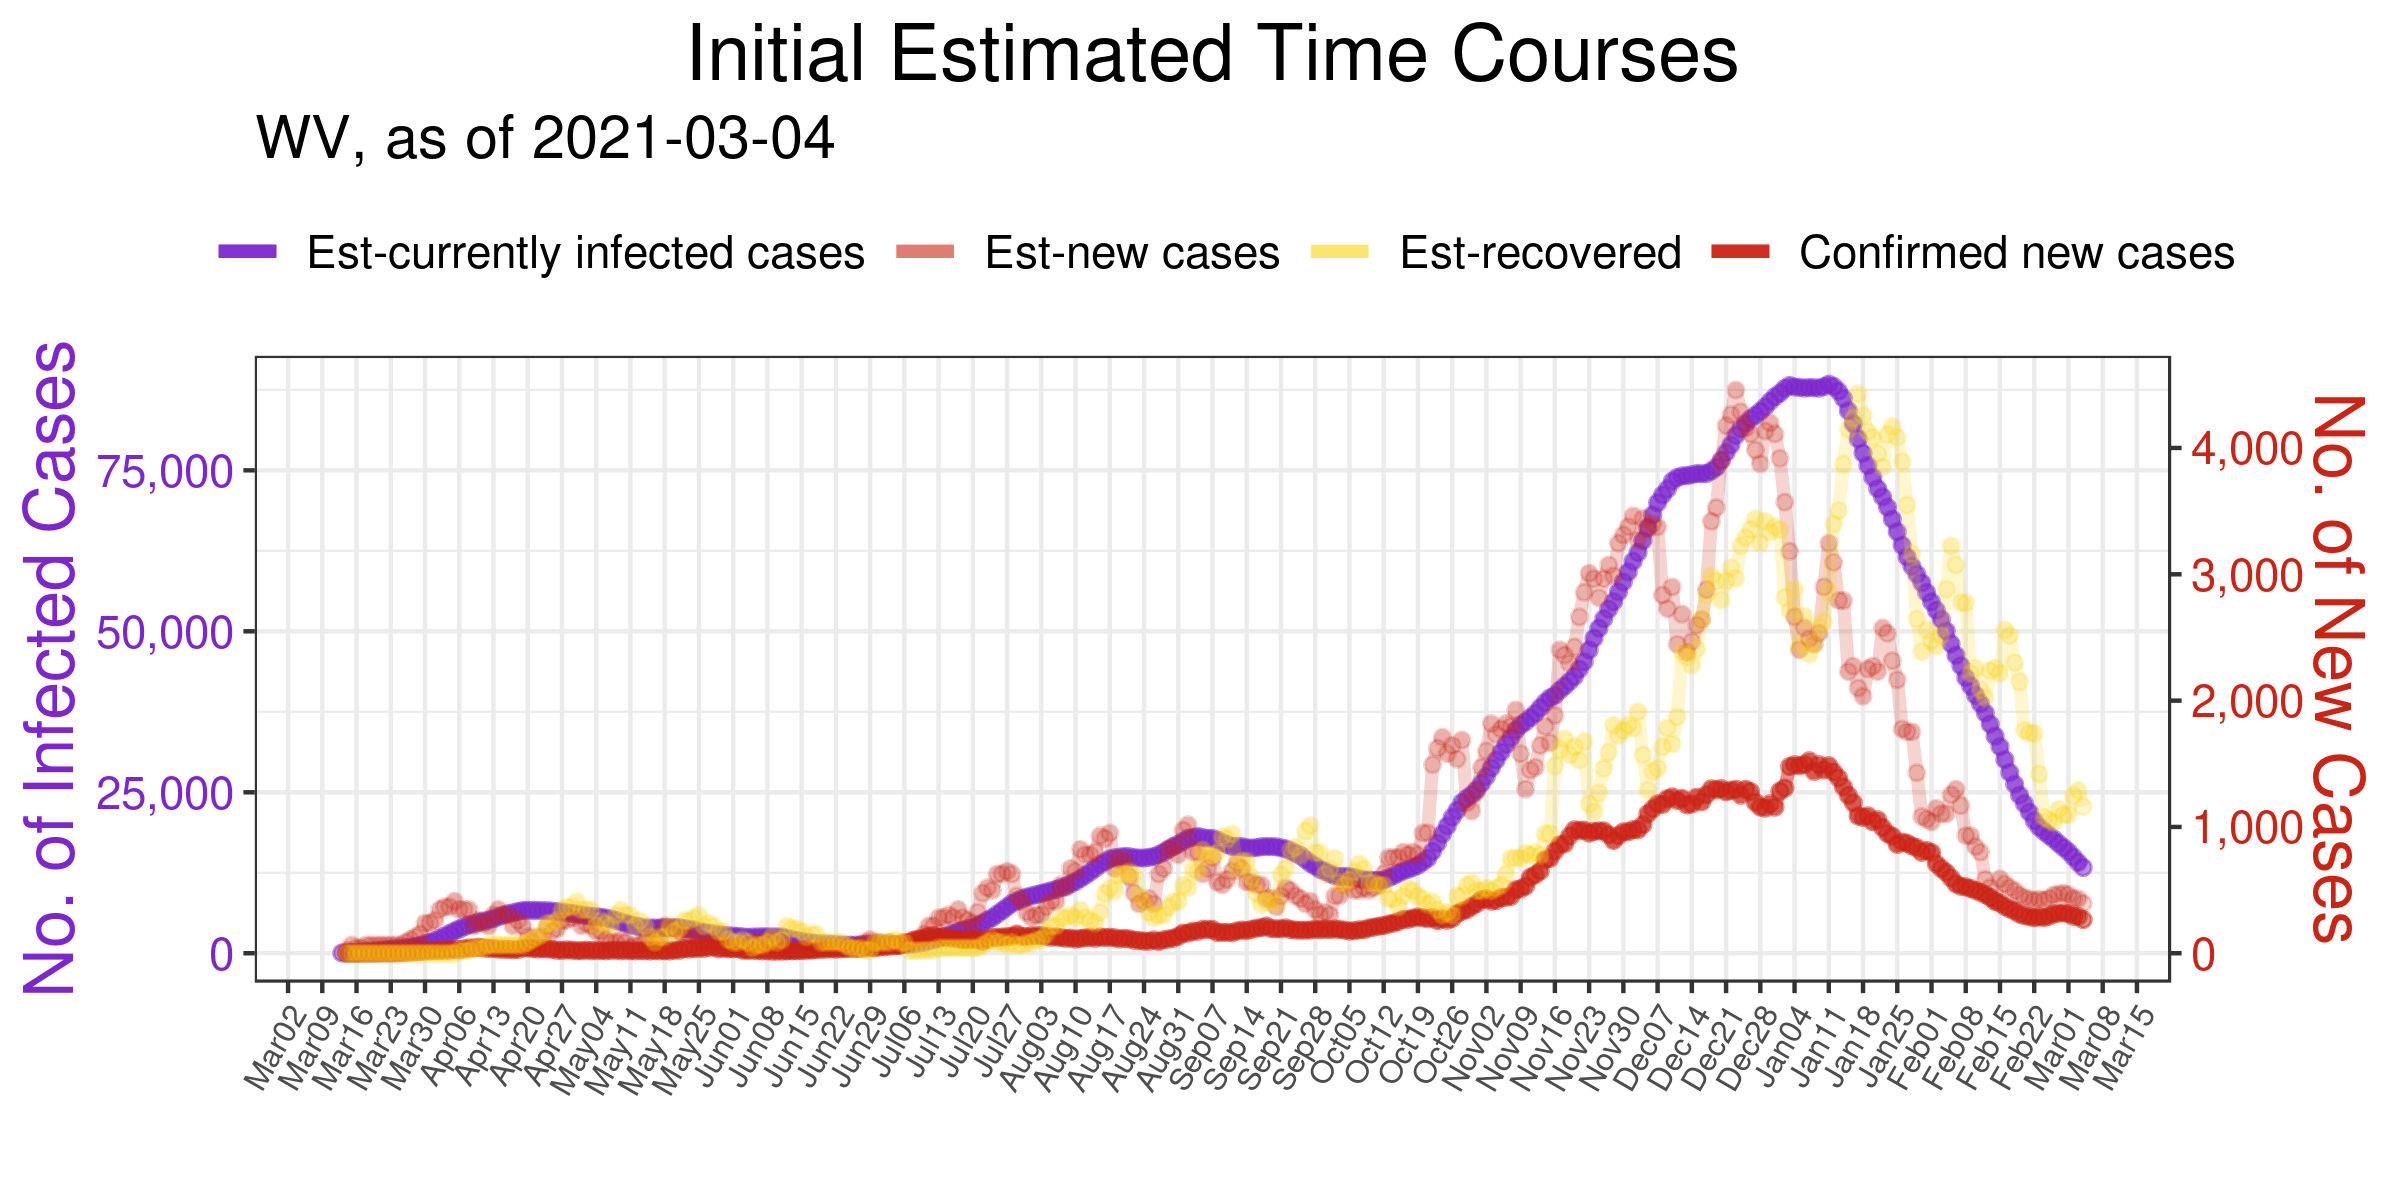 Initial Estimated Time Courses
WV, as of 2021-03-04
Est-currently infected cases Est-new cases Est-recovered Confirmed new cases
No. of Infected Cases
75,000
50,000
25,000
0
4,000
3,000
2,000
1,000
0
No. of New Cases
Mar02 Mar09 Mar16 Mar23 Mar30 Apr06 Apr13 Apr20 Apr27 May04 May11 May18 May25 Jun01 Jun08 Jun15 Jun22 Jun29 Jul06 Jul13 Jul20 Jul27 Aug03 Aug10 Aug17 Aug24 Aug31 Sep07 Sep14 Sep21 Sep28 Oct05 Oct12 Oct19 Oct26 Nov02 Nov09 Nov16 Nov23 Nov30 Dec07 Dec14 Dec21 Dec28 Jan04 Jan11 Jan18 Jan25 Feb01 Feb08 Feb15 Feb22 Mar01 Mar08 Mar15